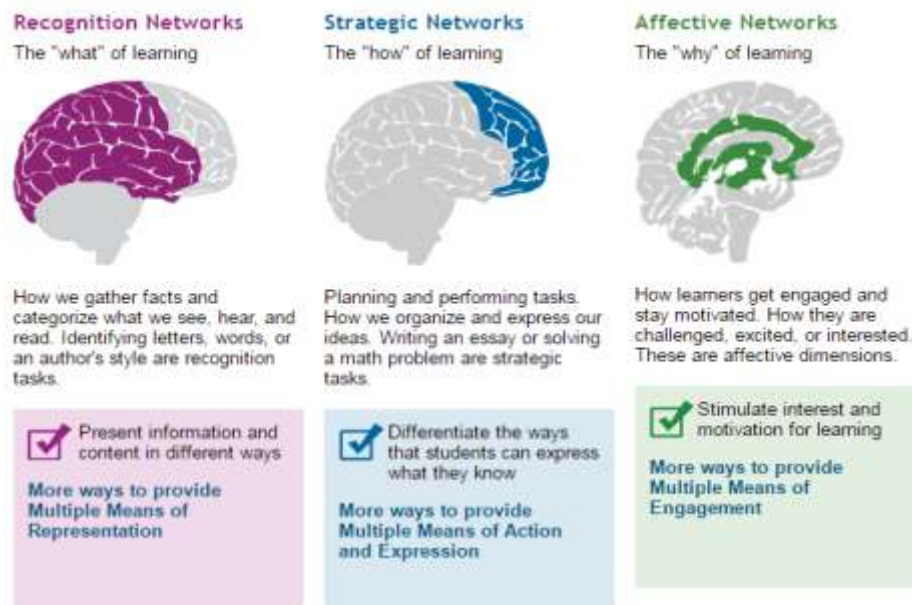 Recognition Networks
The "what" of learning
How we gather facts and
categorize what we see, hear, and
read. Identifying letters, words, or
an author's style are recognition
tasks.
Present information and
content in different ways
More ways to provide
Multiple Means of
Representation
Strategic Networks
The "how" of learning
Planning and performing tasks.
How we organize and express our
ideas. Writing an essay or solving
a math problem are strategic
tasks.
Differentiate the ways
that students can express
what they know
More ways to provide
Multiple Means of Action
and Expression
Affective Networks
The "why" of learning
How learners get engaged and
stay motivated. How they are
challenged, excited, or interested.
These are affective dimensions.
Stimulate interest and
motivation for learning
More ways to provide
Multiple Means of
Engagement